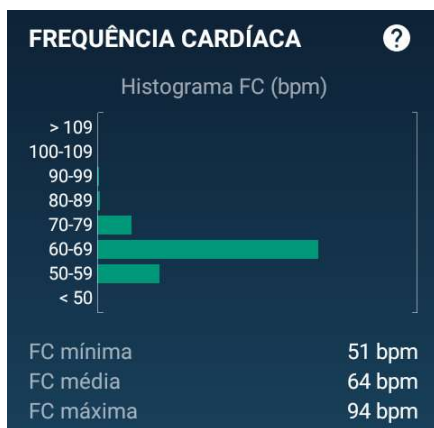 FREQUÊNCIA CARDÍACA ?
Histograma FC (bpm)
> 109
100-109
90-99
80-89
70-79
60-69
50-59
< 50
FC mínima 51 bpm
FC média 64 bpm
FC máxima 94 bpm